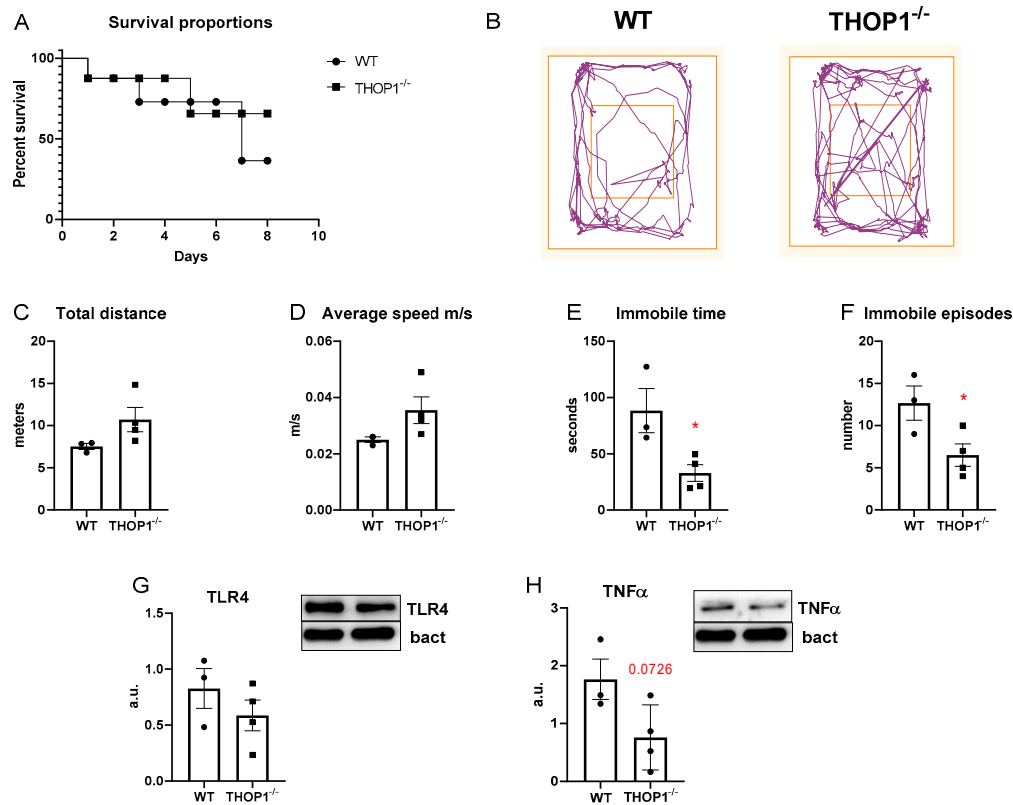 A
Survival proportions
Percent survival
100
50
0
0 2 4 6 8 10
Days
WT
THOP1-/-
B
WT
THOP1-/-
C
Total distance
meters
20
15
10
5
0
WT THOP1-/-
D
Average speed m/s
m/s
0.06
0.04
0.02
0.00
WT THOP1-/-
E
Immobile time
seconds
150
100
50
0
*
WT THOP1-/-
F
Immobile episodes
number
20
15
10
5
0
*
WT THOP1-/-
G
TLR4
a.u.
1.5
1.0
0.5
0.0
WT THOP1-/-
TLR4
bact
H
TNFα
a.u.
3
2
1
0
0.0726
WT THOP1-/-
TNFα
bact